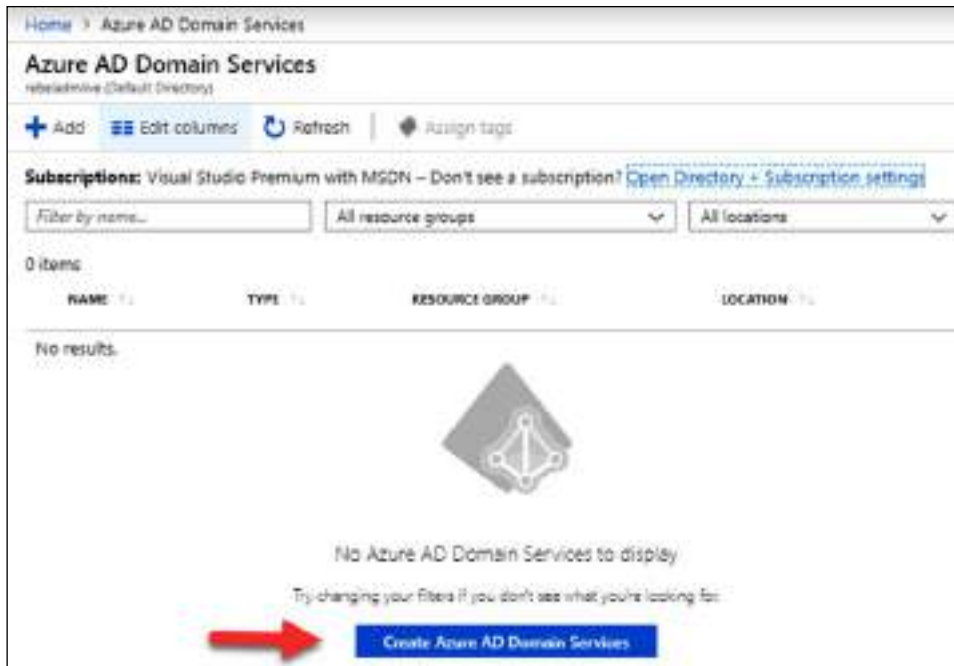 Home > Azure AD Domain Services
Azure AD Domain Services
rebeladmlive (Default Directory)
Add Edit columns Refresh Assign tags
Subscriptions: Visual Studio Premium with MSDN – Don't see a subscription? Open Directory + Subscription settings
Filter by name... All resource groups All locations
0 items
NAME TYPE RESOURCE GROUP LOCATION
No results.
No Azure AD Domain Services to display
Try changing your filters if you don't see what you're looking for.
Create Azure AD Domain Services